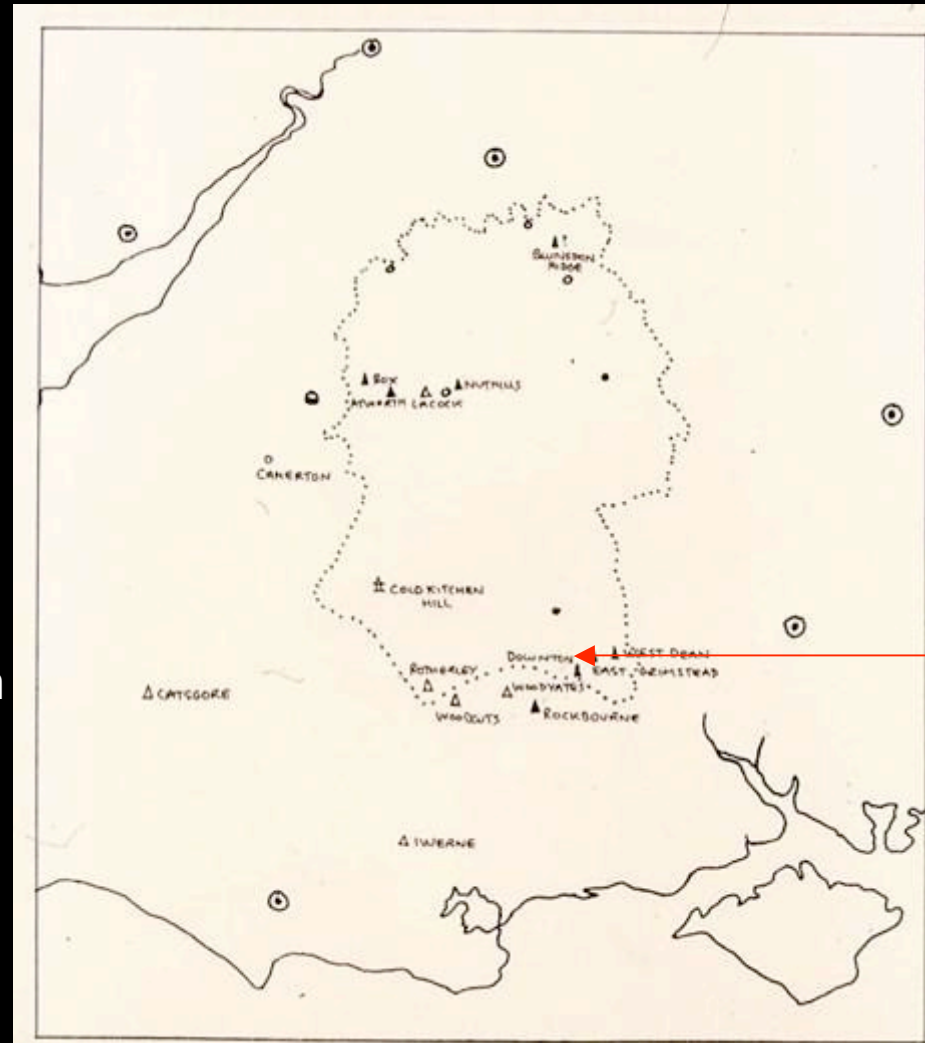 BLUNSDON
RIDGE
BOX
NUTHILLS
ATWORTH LACOCK
CAMERTON
COLD KITCHEN
HILL
DOWNTON
WEST DEAN
EAST GRIMSTEAD
ROTHERLEY
WOODYATES
CATSGORE
WOODCUTS
ROCKBOURNE
IWERNE
n